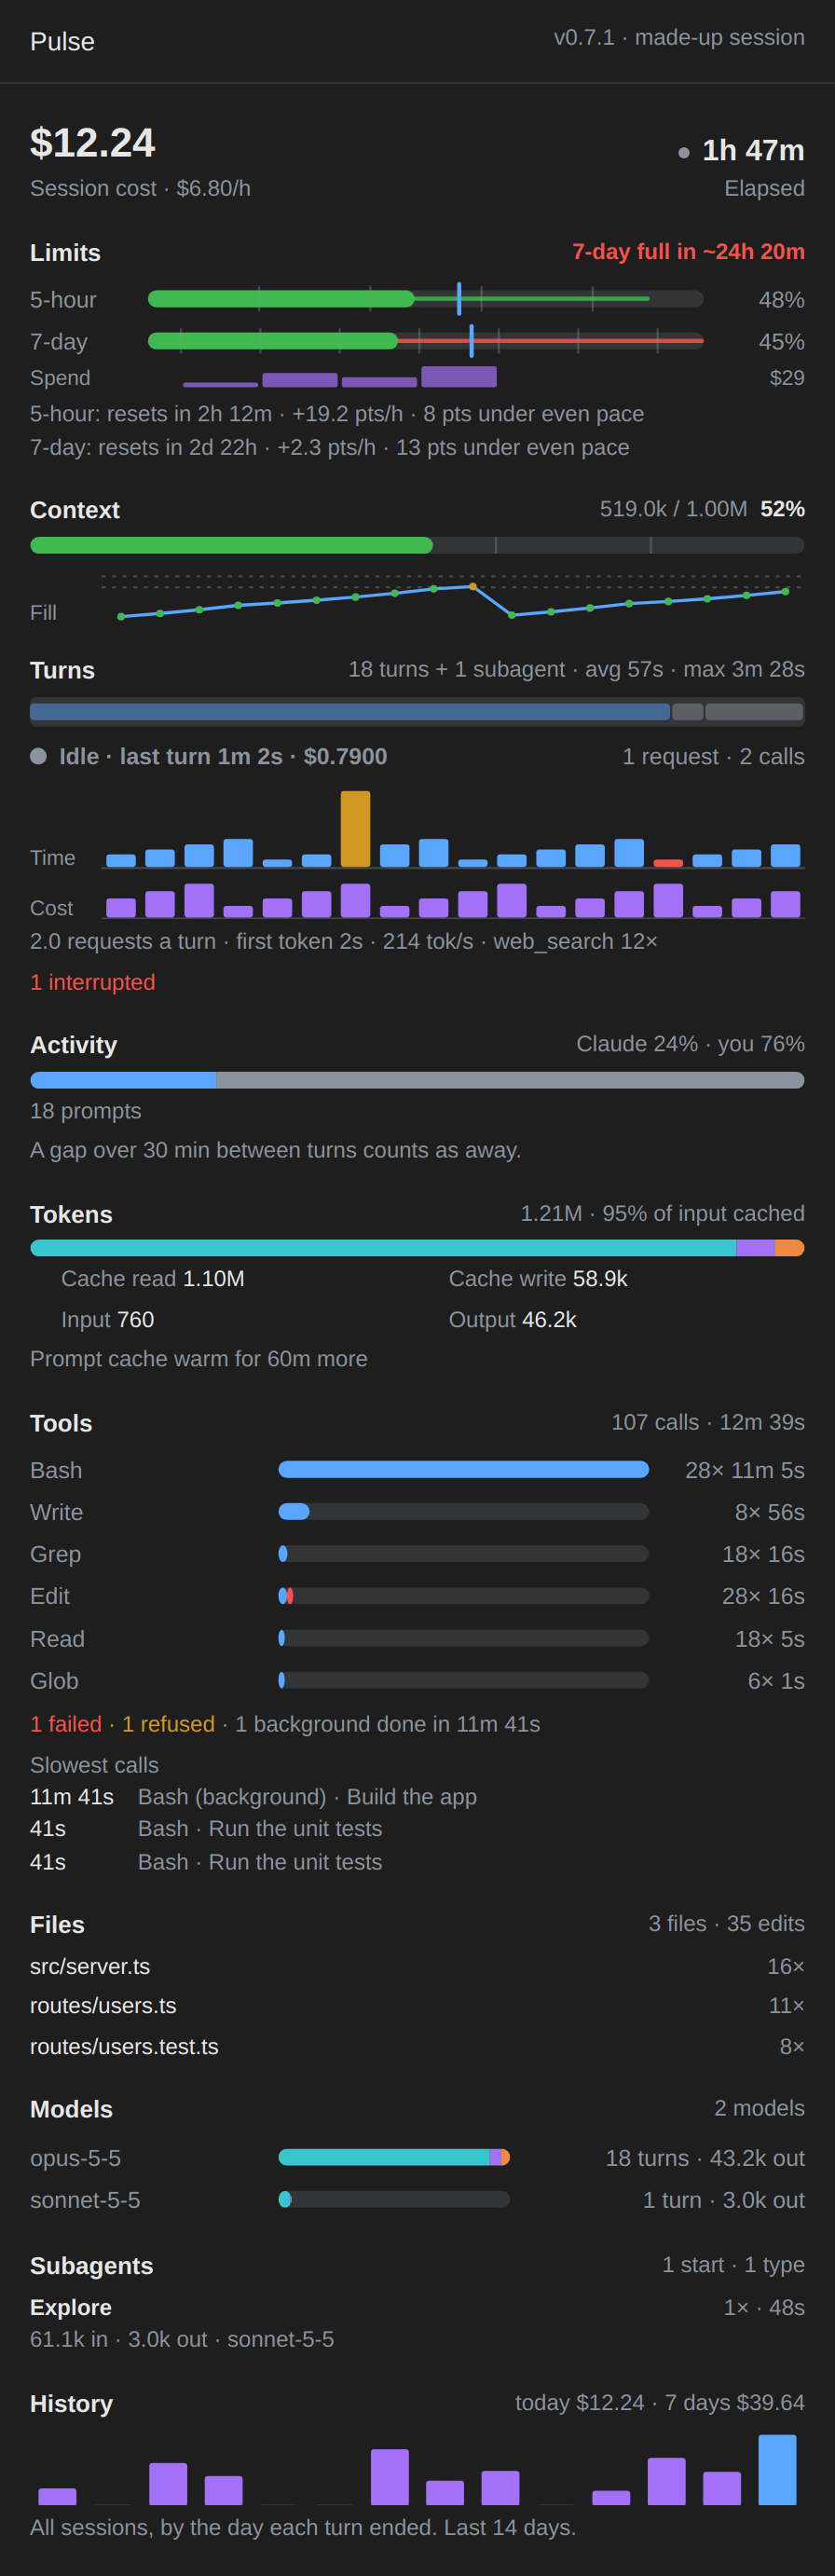 Pulse
v0.7.1 · made-up session
$12.24
1h 47m
Session cost · $6.80/h
Elapsed
Limits
7-day full in ~24h 20m
5-hour
48%
7-day
45%
Spend
$29
5-hour: resets in 2h 12m · +19.2 pts/h · 8 pts under even pace
7-day: resets in 2d 22h · +2.3 pts/h · 13 pts under even pace
Context
519.0k / 1.00M 52%
Fill
Turns
18 turns + 1 subagent · avg 57s · max 3m 28s
Idle · last turn 1m 2s · $0.7900
1 request · 2 calls
Time
Cost
2.0 requests a turn · first token 2s · 214 tok/s · web_search 12×
1 interrupted
Activity
Claude 24% · you 76%
18 prompts
A gap over 30 min between turns counts as away.
Tokens
1.21M · 95% of input cached
Cache read 1.10M
Cache write 58.9k
Input 760
Output 46.2k
Prompt cache warm for 60m more
Tools
107 calls · 12m 39s
Bash
28× 11m 5s
Write
8× 56s
Grep
18× 16s
Edit
28× 16s
Read
18× 5s
Glob
6× 1s
1 failed · 1 refused · 1 background done in 11m 41s
Slowest calls
11m 41s Bash (background) · Build the app
41s Bash · Run the unit tests
41s Bash · Run the unit tests
Files
3 files · 35 edits
src/server.ts
16×
routes/users.ts
11×
routes/users.test.ts
8×
Models
2 models
opus-5-5
18 turns · 43.2k out
sonnet-5-5
1 turn · 3.0k out
Subagents
1 start · 1 type
Explore
1× · 48s
61.1k in · 3.0k out · sonnet-5-5
History
today $12.24 · 7 days $39.64
All sessions, by the day each turn ended. Last 14 days.